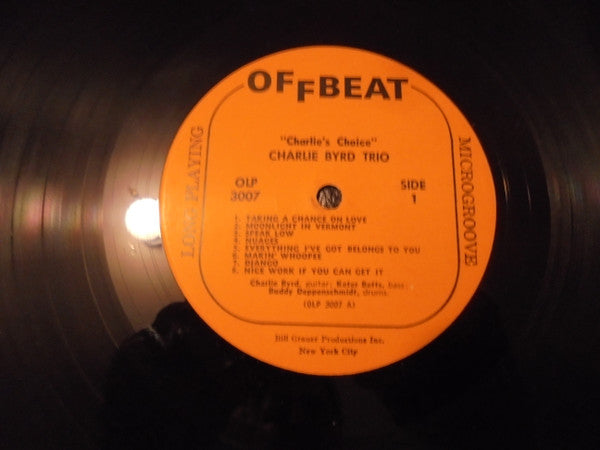 OFFBEAT
"Charlie's Choice"
CHARLIE BYRD TRIO
LONG PLAYING
MICROGROOVE
OLP
3007
SIDE
1
1. TAKING A CHANCE ON LOVE
2. MOONLIGHT IN VERMONT
3. SPEAK LOW
4. NUAGES
5. EVERYTHING I'VE GOT BELONGS TO YOU
6. MAKIN' WHOOPEE
7. DJANGO
8. NICE WORK IF YOU CAN GET IT
Charlie Byrd, guitar; Keter Betts, bass;
Buddy Deppenschmidt, drums.
(OLP 3007 A)
Bill Grauer Productions Inc.
New York City